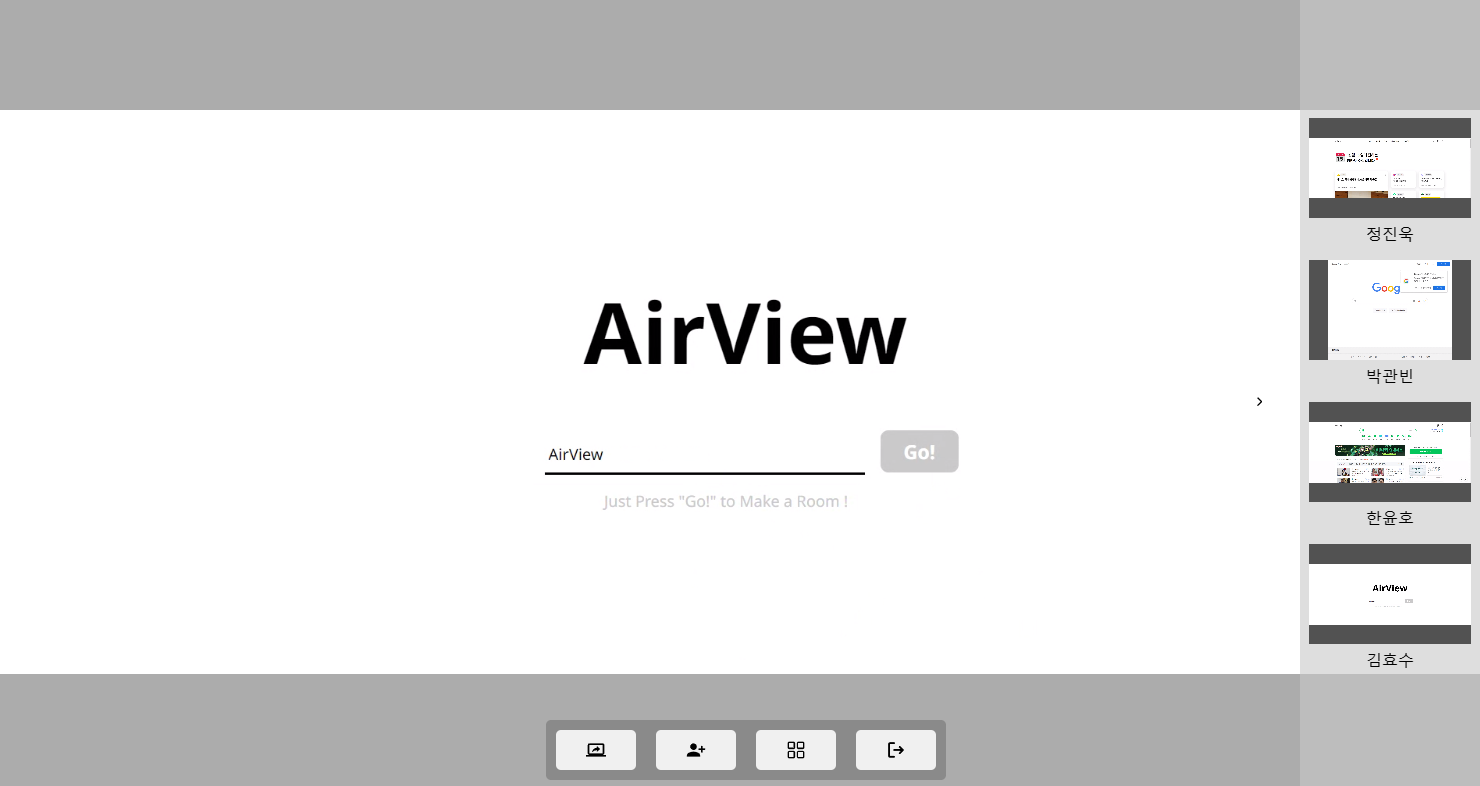 AirView
AirView
Go!
Just Press "Go!" to Make a Room !
정진욱
Goog
박관빈
한윤호
AirView
김효수